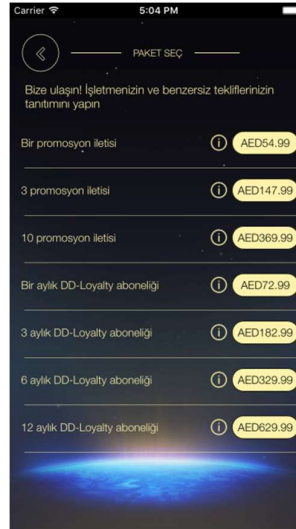 Carrier 5:04 PM
PAKET SEÇ
Bize ulaşın! İşletmenizin ve benzersiz tekliflerinizin
tanıtımını yapın
Bir promosyon iletisi AED54.99
3 promosyon iletisi AED147.99
10 promosyon iletisi AED369.99
Bir aylık DD-Loyalty aboneliği AED72.99
3 aylık DD-Loyalty aboneliği AED182.99
6 aylık DD-Loyalty aboneliği AED329.99
12 aylık DD-Loyalty aboneliği AED629.99